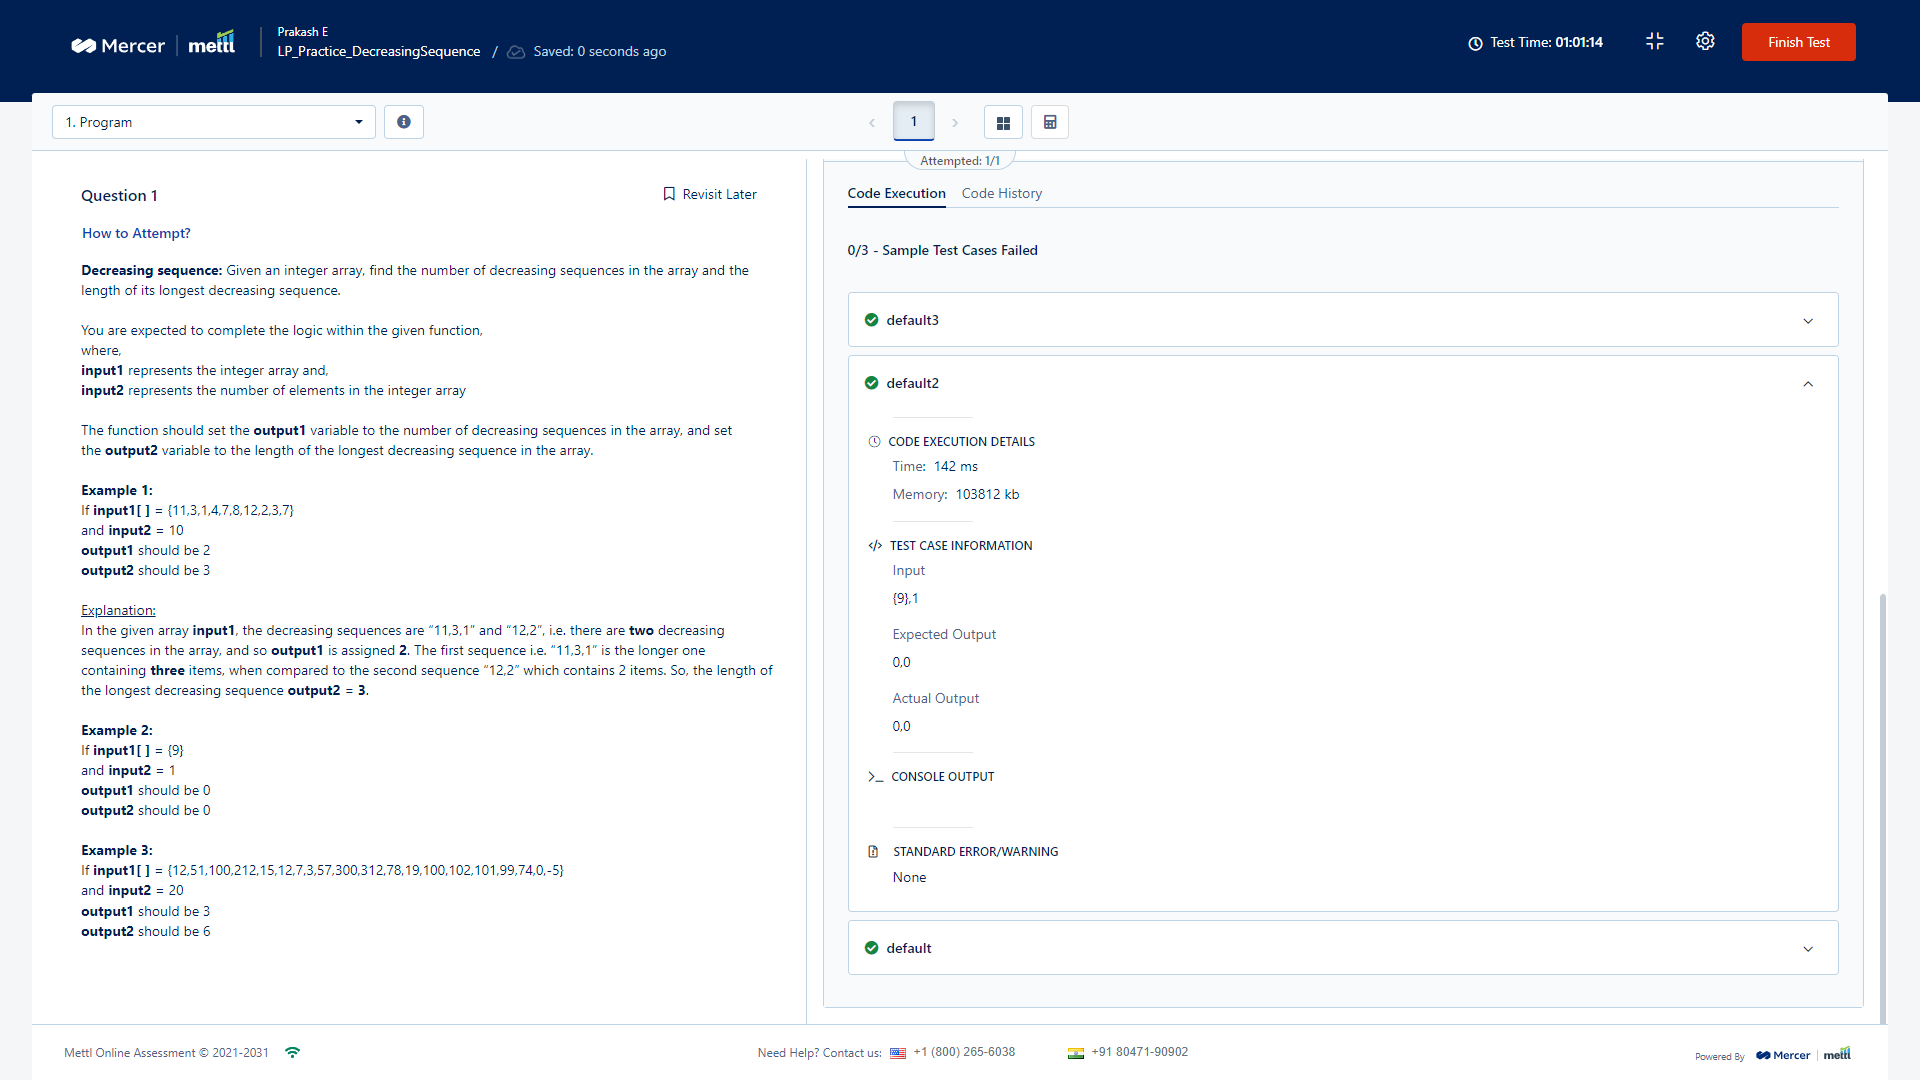 Mercer | mettl
Prakash E
LP_Practice_DecreasingSequence / Saved: 0 seconds ago
Test Time: 01:01:14
Finish Test
1. Program
1
Attempted: 1/1
Question 1
Revisit Later
How to Attempt?
Decreasing sequence: Given an integer array, find the number of decreasing sequences in the array and the
length of its longest decreasing sequence.
You are expected to complete the logic within the given function,
where,
input1 represents the integer array and,
input2 represents the number of elements in the integer array
The function should set the output1 variable to the number of decreasing sequences in the array, and set
the output2 variable to the length of the longest decreasing sequence in the array.
Example 1:
If input1[ ] = {11,3,1,4,7,8,12,2,3,7}
and input2 = 10
output1 should be 2
output2 should be 3
Explanation:
In the given array input1, the decreasing sequences are “11,3,1” and “12,2”, i.e. there are two decreasing
sequences in the array, and so output1 is assigned 2. The first sequence i.e. “11,3,1” is the longer one
containing three items, when compared to the second sequence “12,2” which contains 2 items. So, the length of
the longest decreasing sequence output2 = 3.
Example 2:
If input1[ ] = {9}
and input2 = 1
output1 should be 0
output2 should be 0
Example 3:
If input1[ ] = {12,51,100,212,15,12,7,3,57,300,312,78,19,100,102,101,99,74,0,-5}
and input2 = 20
output1 should be 3
output2 should be 6
Code Execution
Code History
0/3 - Sample Test Cases Failed
default3
default2
CODE EXECUTION DETAILS
Time: 142 ms
Memory: 103812 kb
</> TEST CASE INFORMATION
Input
{9},1
Expected Output
0,0
Actual Output
0,0
CONSOLE OUTPUT
STANDARD ERROR/WARNING
None
default
Mettl Online Assessment © 2021-2031
Need Help? Contact us: +1 (800) 265-6038
+91 80471-90902
Powered By Mercer | mettl